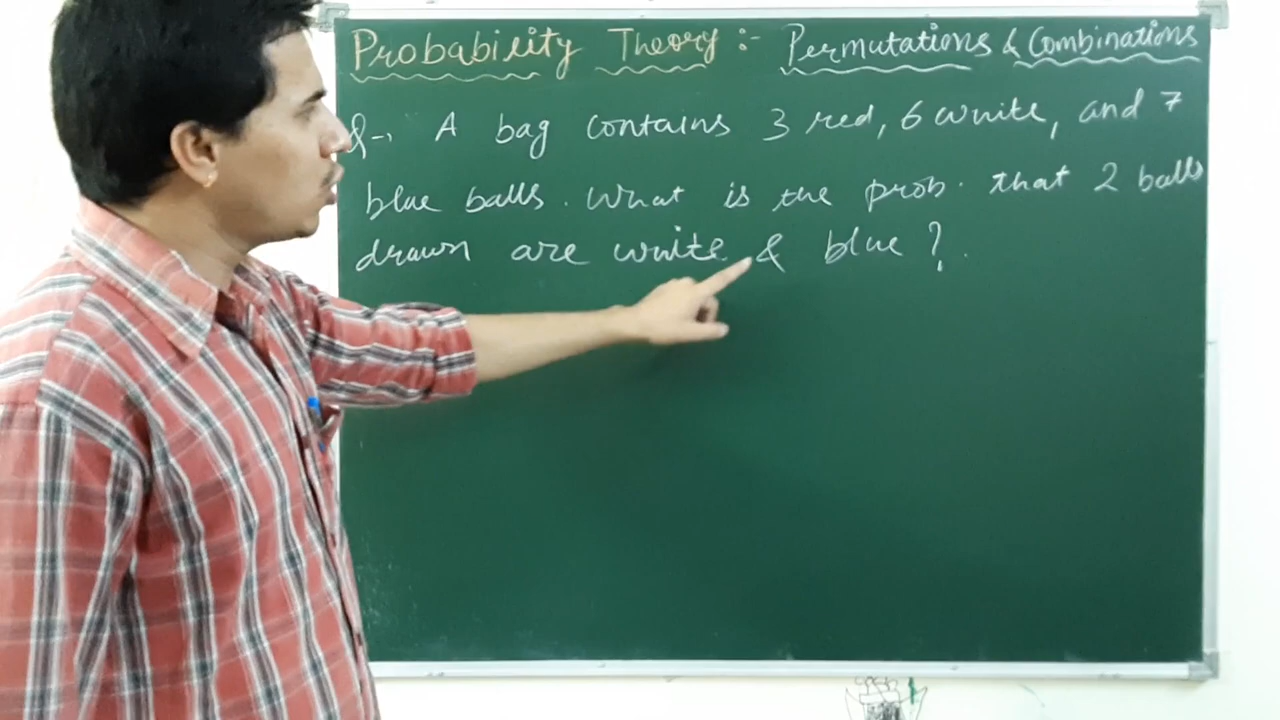 Probability Theory :- Permutations & Combinations
Q-, A bag contains 3 red, 6 white, and 7
blue balls. What is the prob. that 2 balls
drawn are white & blue ?.